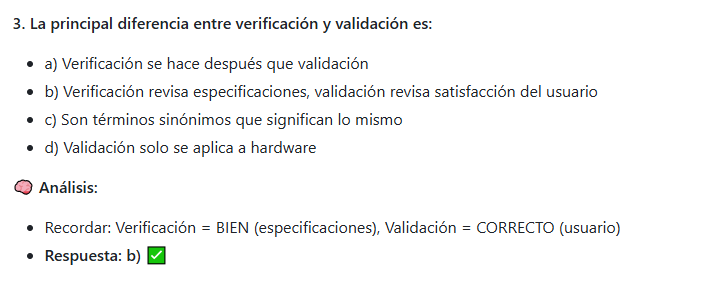 3. La principal diferencia entre verificación y validación es:
• a) Verificación se hace después que validación
• b) Verificación revisa especificaciones, validación revisa satisfacción del usuario
• c) Son términos sinónimos que significan lo mismo
• d) Validación solo se aplica a hardware
🧠 Análisis:
• Recordar: Verificación = BIEN (especificaciones), Validación = CORRECTO (usuario)
• Respuesta: b) ✅